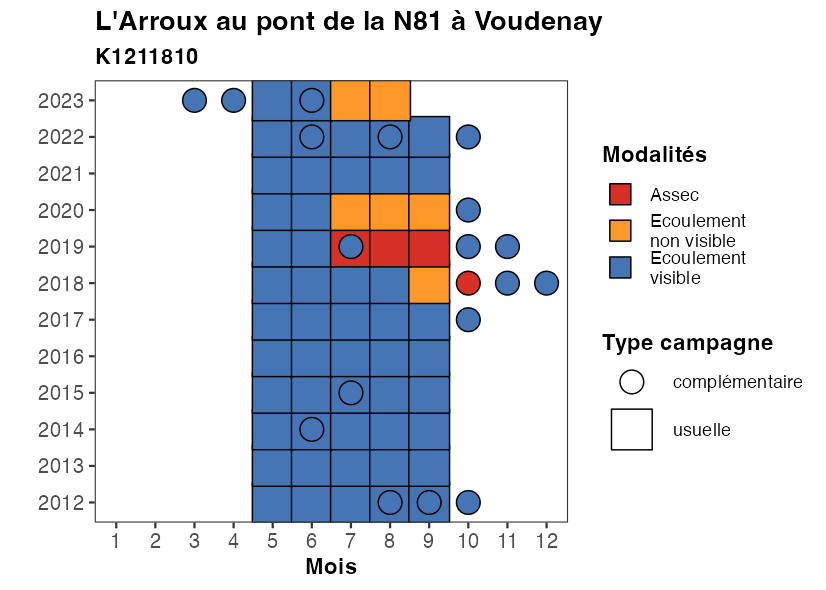 L'Arroux au pont de la N81 à Voudenay
K1211810
2023
2022
2021
2020
2019
2018
2017
2016
2015
2014
2013
2012
1 2 3 4 5 6 7 8 9 10 11 12
Mois
Modalités
Assec
Ecoulement
non visible
Ecoulement
visible
Type campagne
complémentaire
usuelle